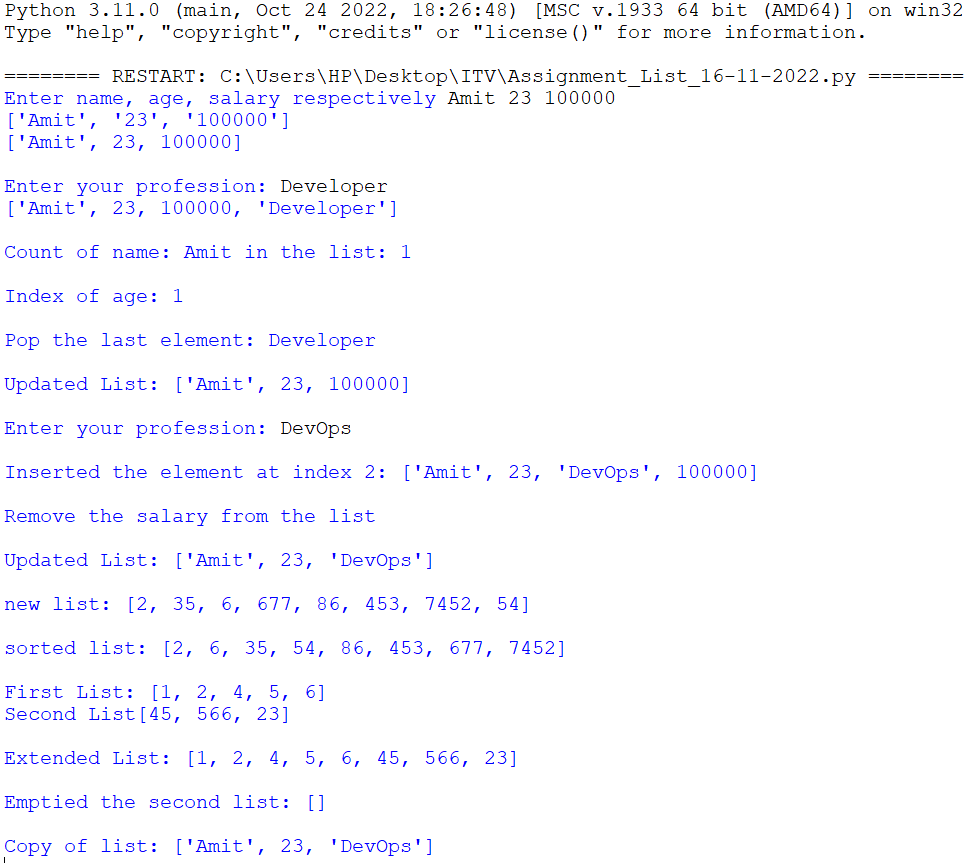 Python 3.11.0 (main, Oct 24 2022, 18:26:48) [MSC v.1933 64 bit (AMD64)] on win32
Type "help", "copyright", "credits" or "license()" for more information.
======== RESTART: C:\Users\HP\Desktop\ITV\Assignment_List_16-11-2022.py ========
Enter name, age, salary respectively Amit 23 100000
['Amit', '23', '100000']
['Amit', 23, 100000]
Enter your profession: Developer
['Amit', 23, 100000, 'Developer']
Count of name: Amit in the list: 1
Index of age: 1
Pop the last element: Developer
Updated List: ['Amit', 23, 100000]
Enter your profession: DevOps
Inserted the element at index 2: ['Amit', 23, 'DevOps', 100000]
Remove the salary from the list
Updated List: ['Amit', 23, 'DevOps']
new list: [2, 35, 6, 677, 86, 453, 7452, 54]
sorted list: [2, 6, 35, 54, 86, 453, 677, 7452]
First List: [1, 2, 4, 5, 6]
Second List[45, 566, 23]
Extended List: [1, 2, 4, 5, 6, 45, 566, 23]
Emptied the second list: []
Copy of list: ['Amit', 23, 'DevOps']